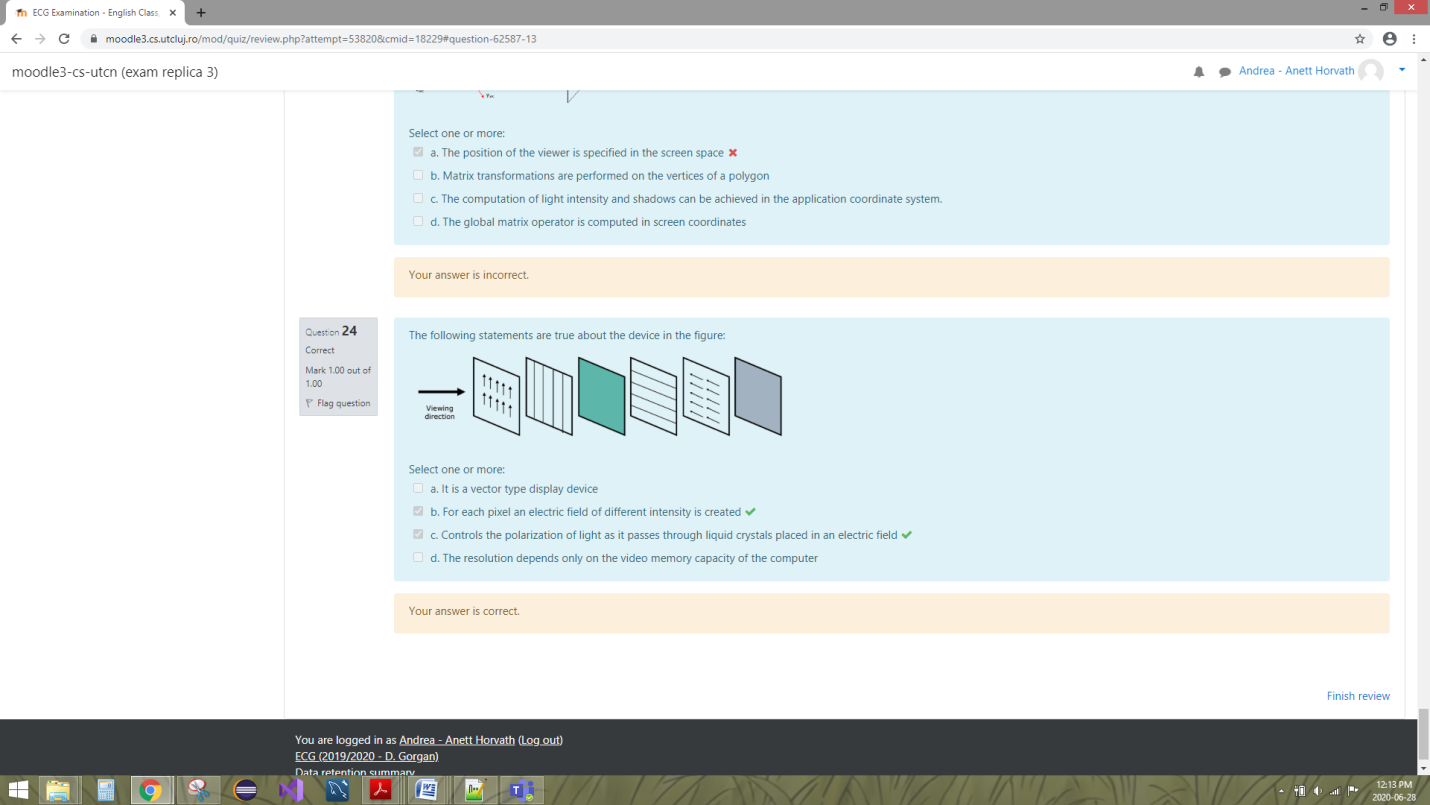 ECG Examination - English Class
moodle3.cs.utcluj.ro/mod/quiz/review.php?attempt=53820&cmid=18229#question-62587-13
moodle3-cs-utcn (exam replica 3)
Andrea - Anett Horvath
Select one or more:
a. The position of the viewer is specified in the screen space
b. Matrix transformations are performed on the vertices of a polygon
c. The computation of light intensity and shadows can be achieved in the application coordinate system.
d. The global matrix operator is computed in screen coordinates
Your answer is incorrect.
Question 24
Correct
Mark 1.00 out of
1.00
Flag question
The following statements are true about the device in the figure:
Viewing
direction
Select one or more:
a. It is a vector type display device
b. For each pixel an electric field of different intensity is created
c. Controls the polarization of light as it passes through liquid crystals placed in an electric field
d. The resolution depends only on the video memory capacity of the computer
Your answer is correct.
Finish review
You are logged in as Andrea - Anett Horvath (Log out)
ECG (2019/2020 - D. Gorgan)
Data retention summary
12:13 PM
2020-06-28